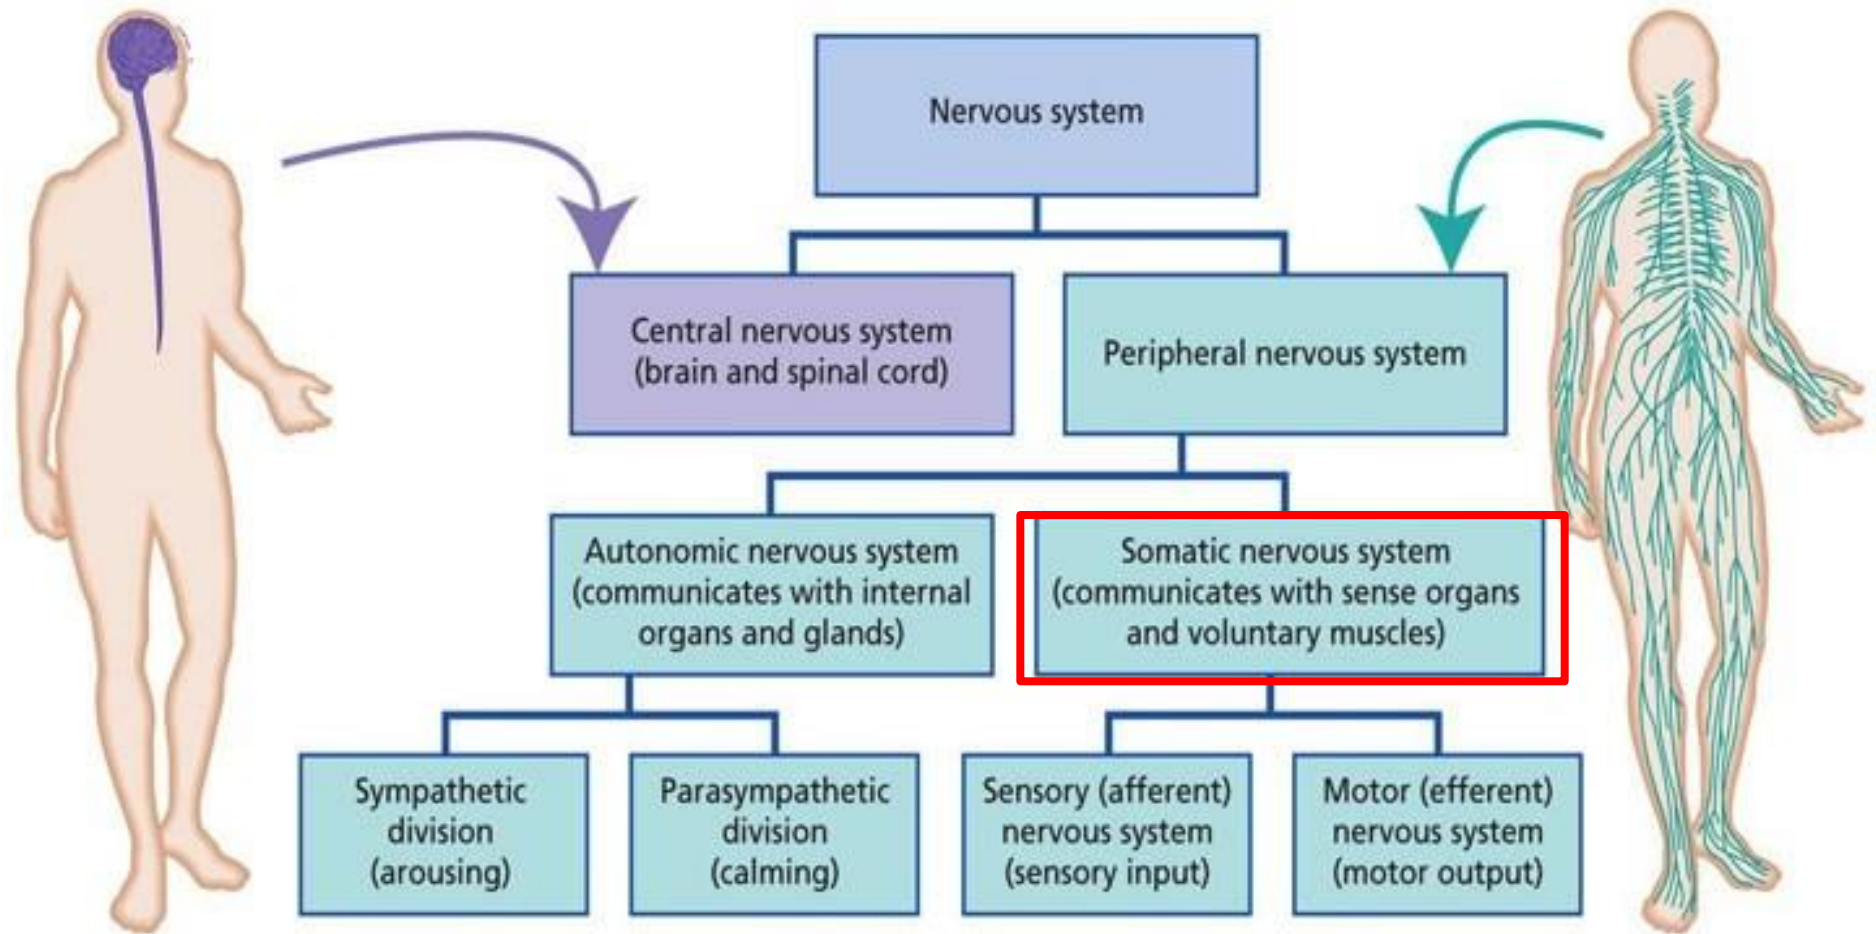 Nervous system
Central nervous system
(brain and spinal cord)
Peripheral nervous system
Autonomic nervous system
(communicates with internal
organs and glands)
Somatic nervous system
(communicates with sense organs
and voluntary muscles)
Sympathetic
division
(arousing)
Parasympathetic
division
(calming)
Sensory (afferent)
nervous system
(sensory input)
Motor (efferent)
nervous system
(motor output)